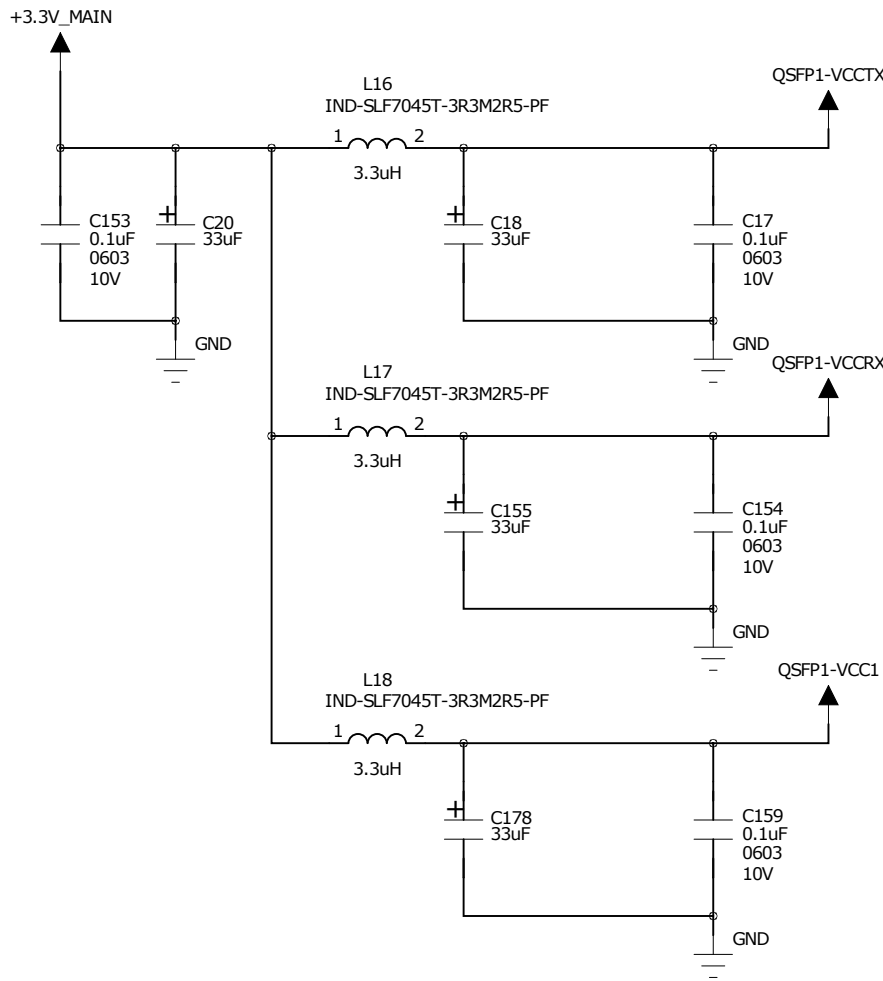 +3.3V_MAIN
L16
IND-SLF7045T-3R3M2R5-PF
1 2
3.3uH
QSFP1-VCCTX
C153
0.1uF
0603
10V
+
C20
33uF
GND
+
C18
33uF
C17
0.1uF
0603
10V
GND
L17
IND-SLF7045T-3R3M2R5-PF
1 2
3.3uH
QSFP1-VCCRX
+
C155
33uF
C154
0.1uF
0603
10V
GND
L18
IND-SLF7045T-3R3M2R5-PF
1 2
3.3uH
QSFP1-VCC1
+
C178
33uF
C159
0.1uF
0603
10V
GND